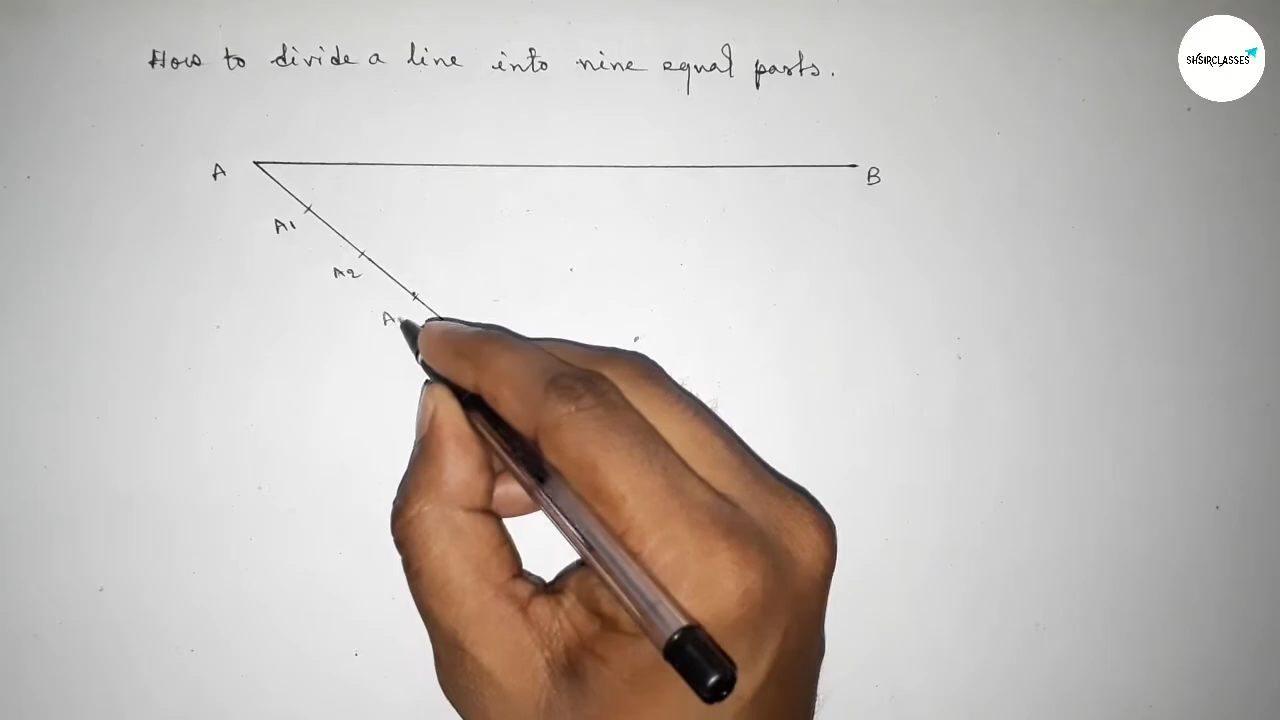 How to divide a line into nine equal parts.
SHSIRCLASSES
A
B
A1
A2
A